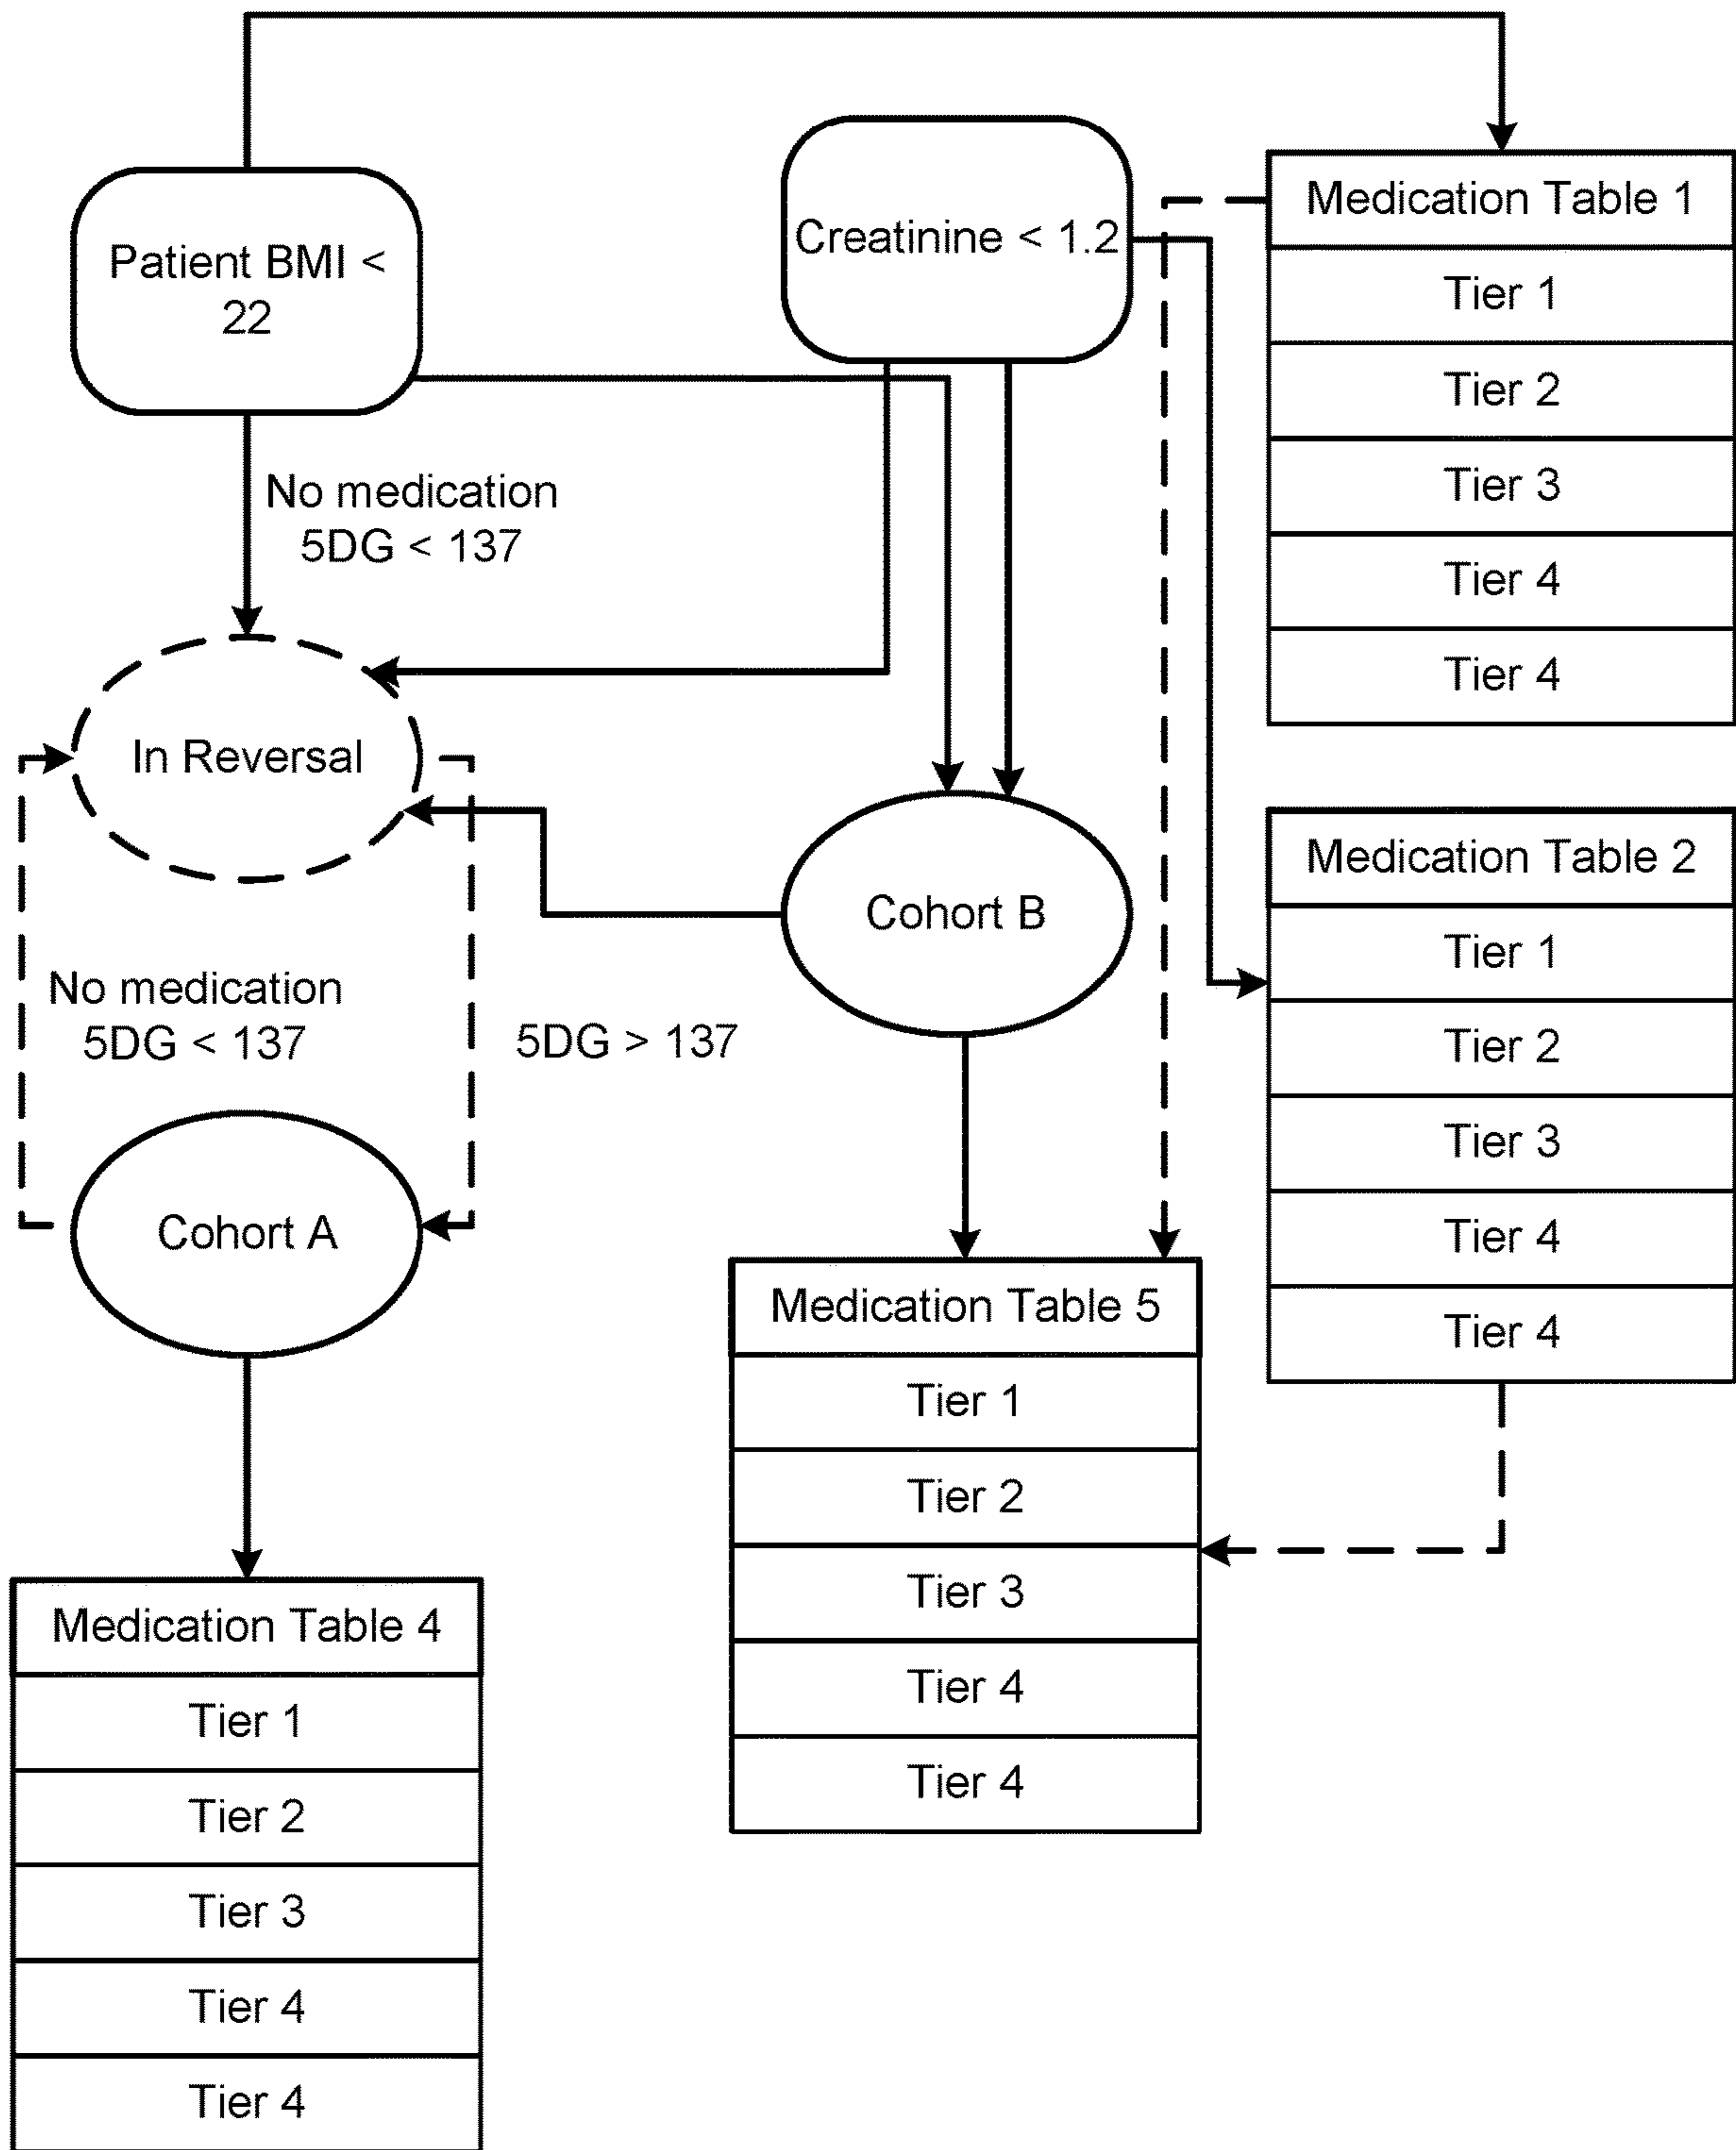 Patient BMI <
22
Creatinine < 1.2
Medication Table 1
Tier 1
Tier 2
Tier 3
Tier 4
Tier 4
No medication
5DG < 137
In Reversal
Cohort B
Medication Table 2
Tier 1
Tier 2
Tier 3
Tier 4
Tier 4
No medication
5DG < 137
5DG > 137
Cohort A
Medication Table 5
Tier 1
Tier 2
Tier 3
Tier 4
Tier 4
Medication Table 4
Tier 1
Tier 2
Tier 3
Tier 4
Tier 4